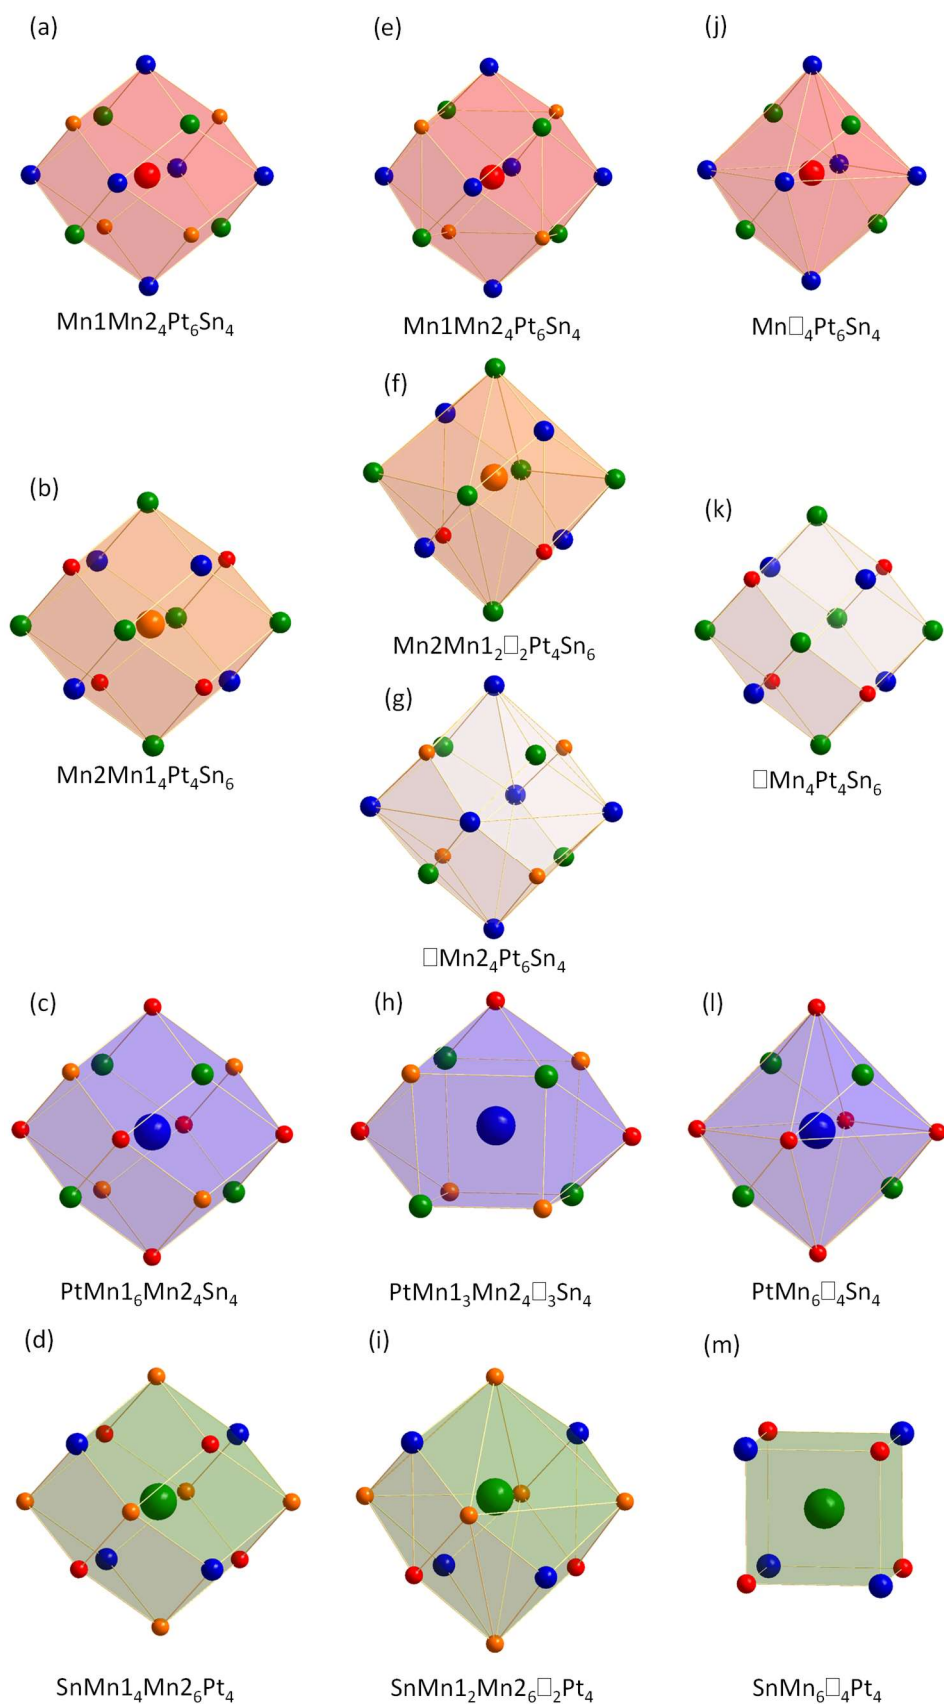 (a) (e) (j)
Mn1Mn2₄Pt₆Sn₄ Mn1Mn2₄Pt₆Sn₄ Mn□₄Pt₆Sn₄
(f)
(b) (k)
Mn2Mn1₂□₂Pt₄Sn₆
(g)
Mn2Mn1₄Pt₄Sn₆ □Mn₄Pt₄Sn₆
□Mn2₄Pt₆Sn₄
(c) (h) (l)
PtMn1₆Mn2₄Sn₄ PtMn1₃Mn2₄□₃Sn₄ PtMn₆□₄Sn₄
(d) (i) (m)
SnMn1₄Mn2₆Pt₄ SnMn1₂Mn2₆□₂Pt₄ SnMn₆□₄Pt₄